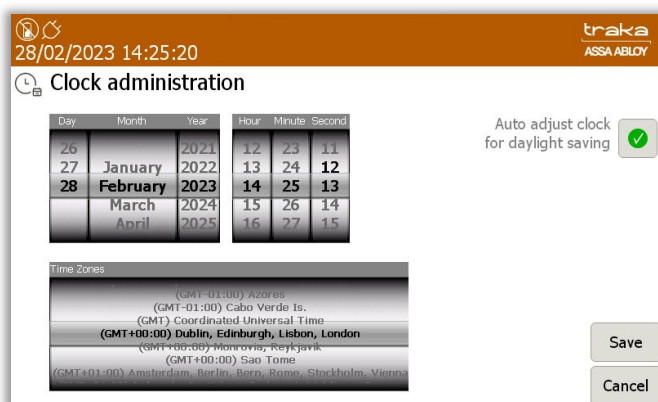 28/02/2023 14:25:20
traka
ASSA ABLOY
Clock administration
Day Month Year Hour Minute Second
26 2021 12 23 11
27 January 2022 13 24 12
28 February 2023 14 25 13
March 2024 15 26 14
April 2025 16 27 15
Auto adjust clock
for daylight saving
Time Zones
(GMT-01:00) Azores
(GMT-01:00) Cabo Verde Is.
(GMT) Coordinated Universal Time
(GMT+00:00) Dublin, Edinburgh, Lisbon, London
(GMT+00:00) Monrovia, Reykjavik
(GMT+00:00) Sao Tome
(GMT+01:00) Amsterdam, Berlin, Bern, Rome, Stockholm, Vienna
Save
Cancel